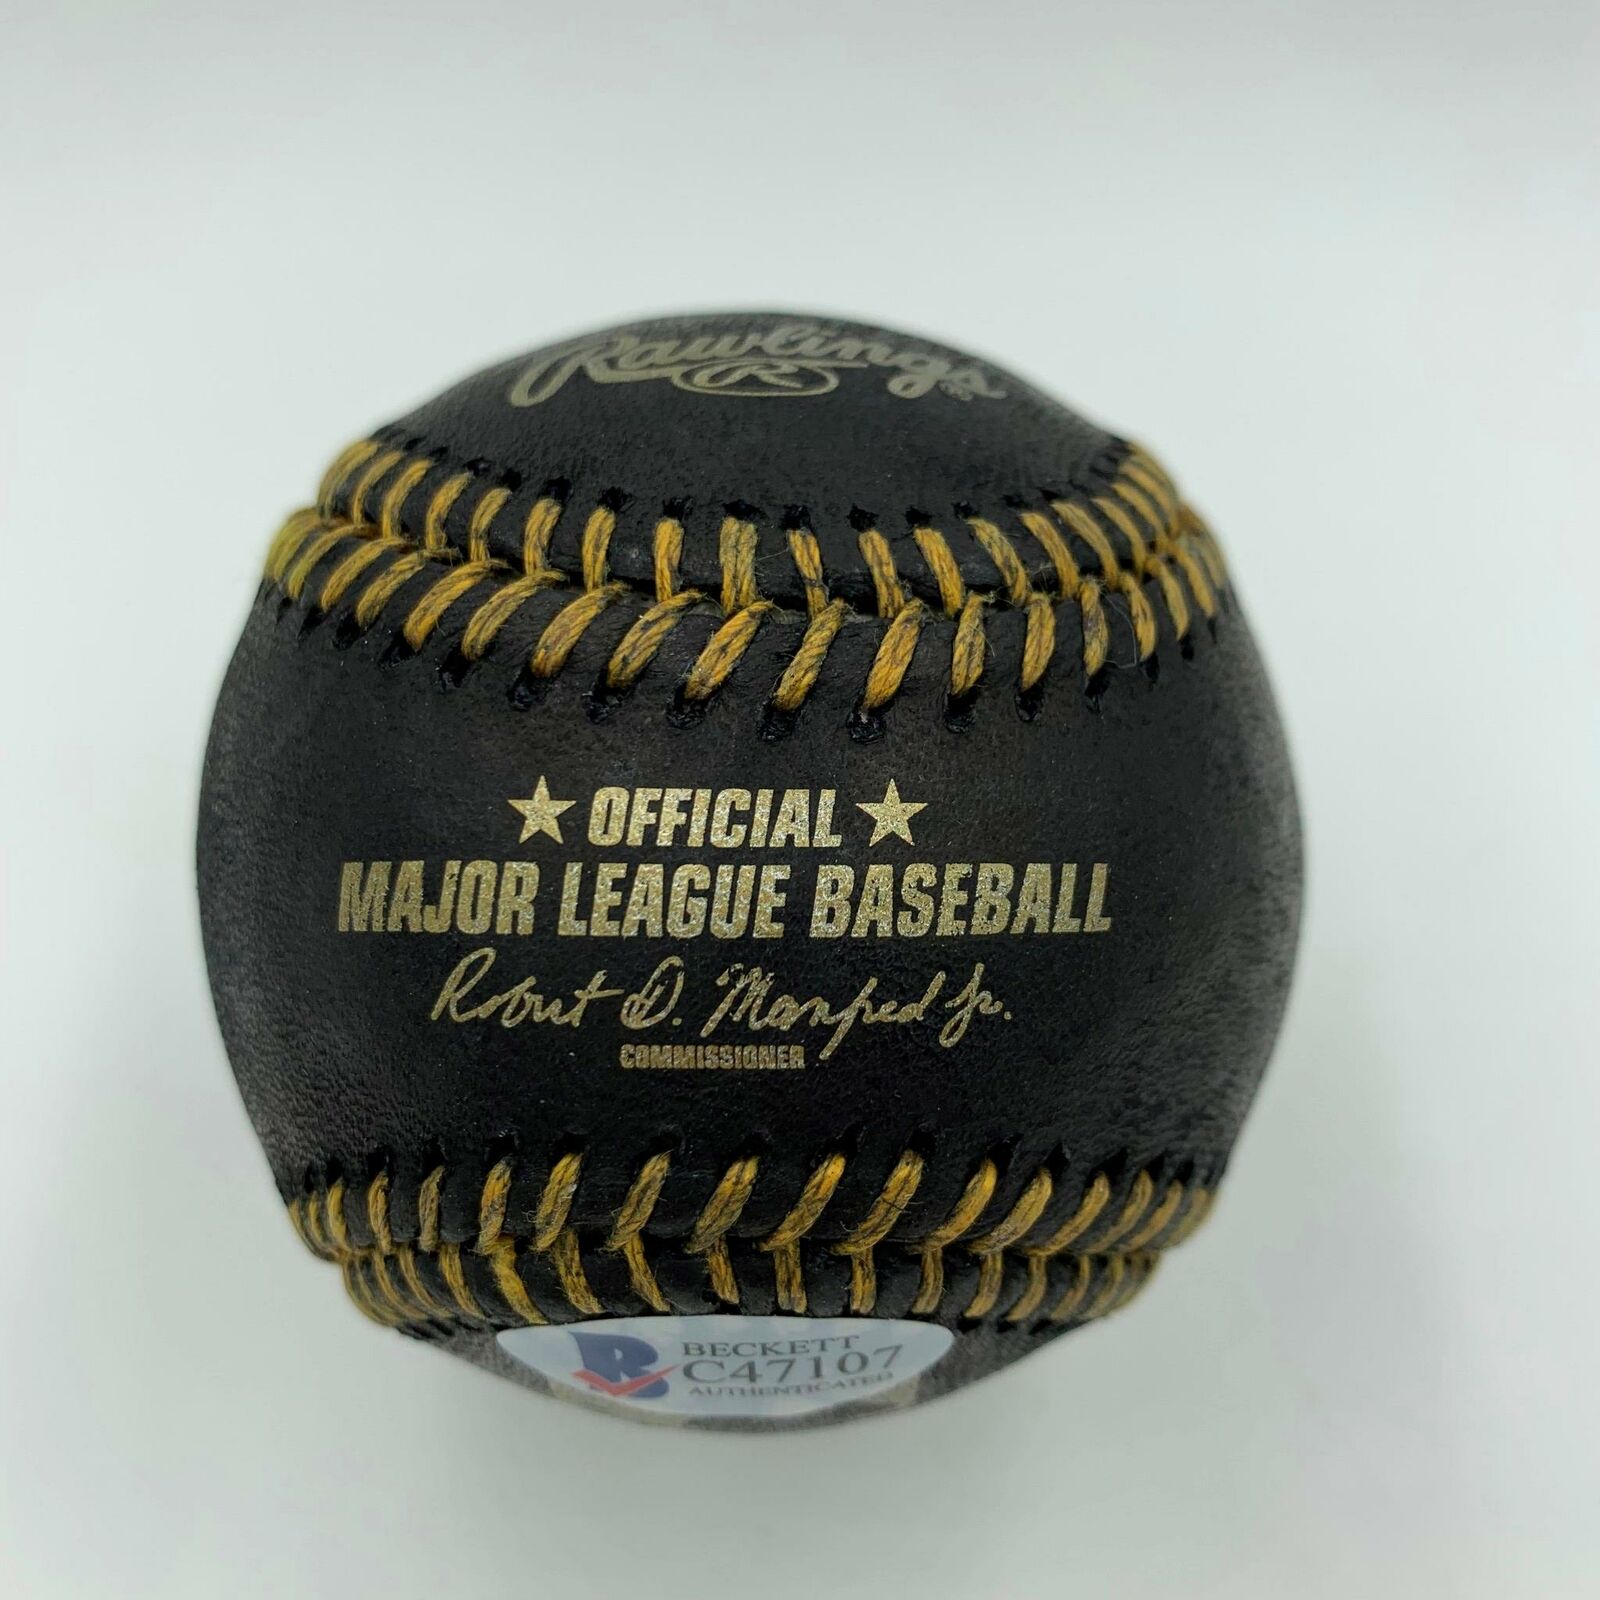 Rawlings
R
OFFICIAL
MAJOR LEAGUE BASEBALL
Robert D. Manfred Jr.
COMMISSIONER
BECKETT
C47107
AUTHENTICATED